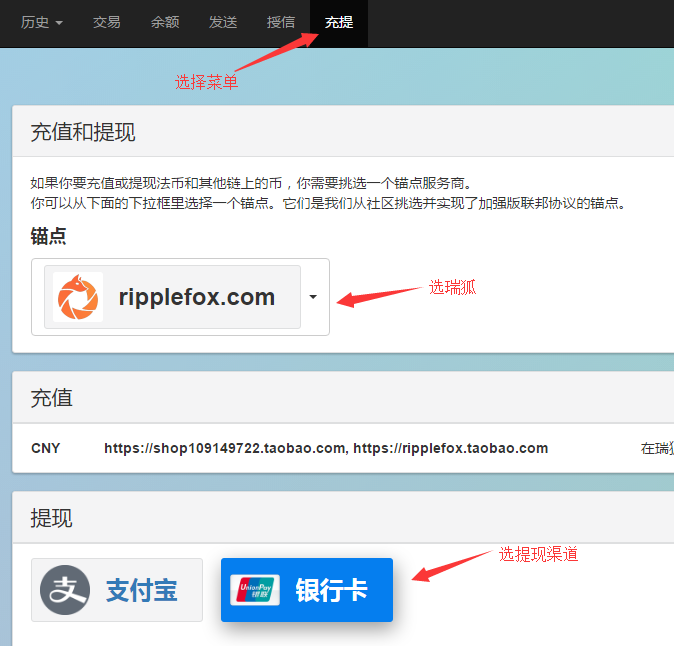 历史 交易 余额 发送 授信 充提
选择菜单
充值和提现
如果你要充值或提现法币和其他链上的币，你需要挑选一个锚点服务商。
你可以从下面的下拉框里选择一个锚点。它们是我们从社区挑选并实现了加强版联邦协议的锚点。
锚点
ripplefox.com
选瑞狐
充值
CNY https://shop109149722.taobao.com, https://ripplefox.taobao.com 在瑞狐
提现
选提现渠道
支 支付宝 UnionPay 银联 银行卡